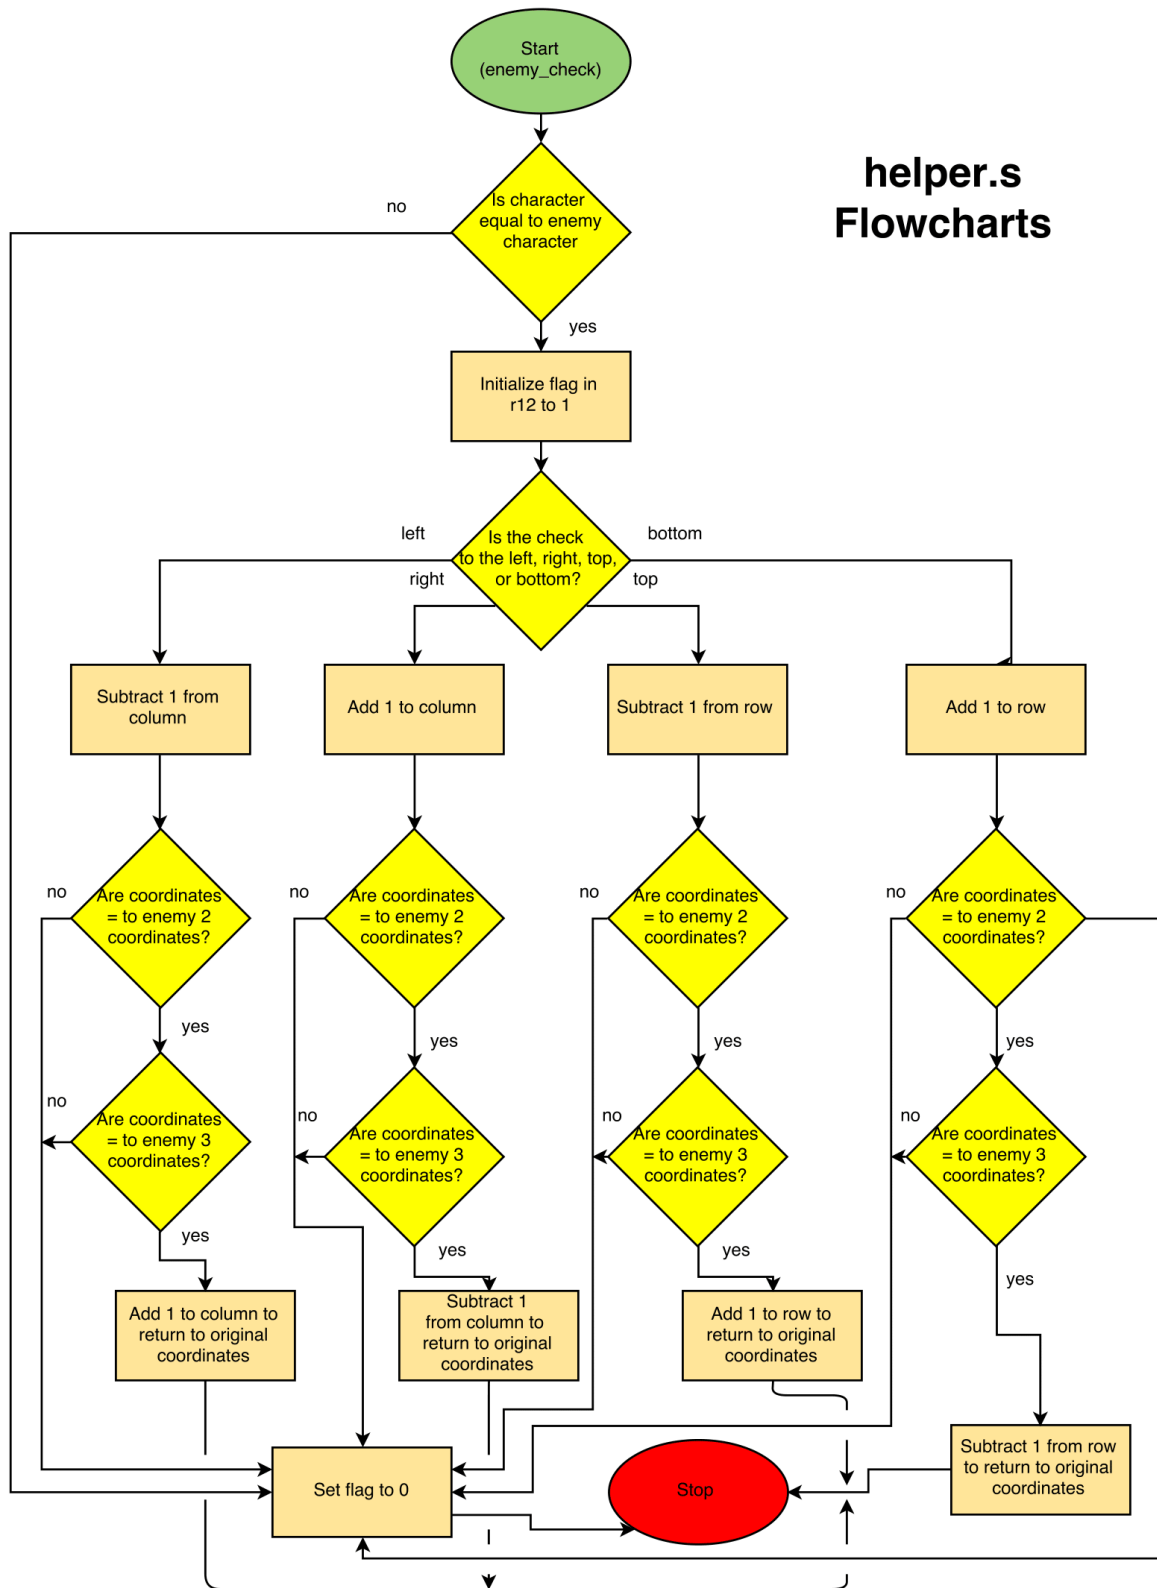 Start
(enemy_check)
helper.s
Flowcharts
Is character
equal to enemy
character
no
yes
Initialize flag in
r12 to 1
Is the check
to the left, right, top,
or bottom?
left
right
top
bottom
Subtract 1 from
column
Add 1 to column
Subtract 1 from row
Add 1 to row
no
Are coordinates
= to enemy 2
coordinates?
no
Are coordinates
= to enemy 2
coordinates?
no
Are coordinates
= to enemy 2
coordinates?
no
Are coordinates
= to enemy 2
coordinates?
yes
yes
yes
yes
no
Are coordinates
= to enemy 3
coordinates?
no
Are coordinates
= to enemy 3
coordinates?
no
Are coordinates
= to enemy 3
coordinates?
no
Are coordinates
= to enemy 3
coordinates?
yes
yes
yes
yes
Add 1 to column to
return to original
coordinates
Subtract 1
from column to
return to original
coordinates
Add 1 to row to
return to original
coordinates
Subtract 1 from row
to return to original
coordinates
Set flag to 0
Stop